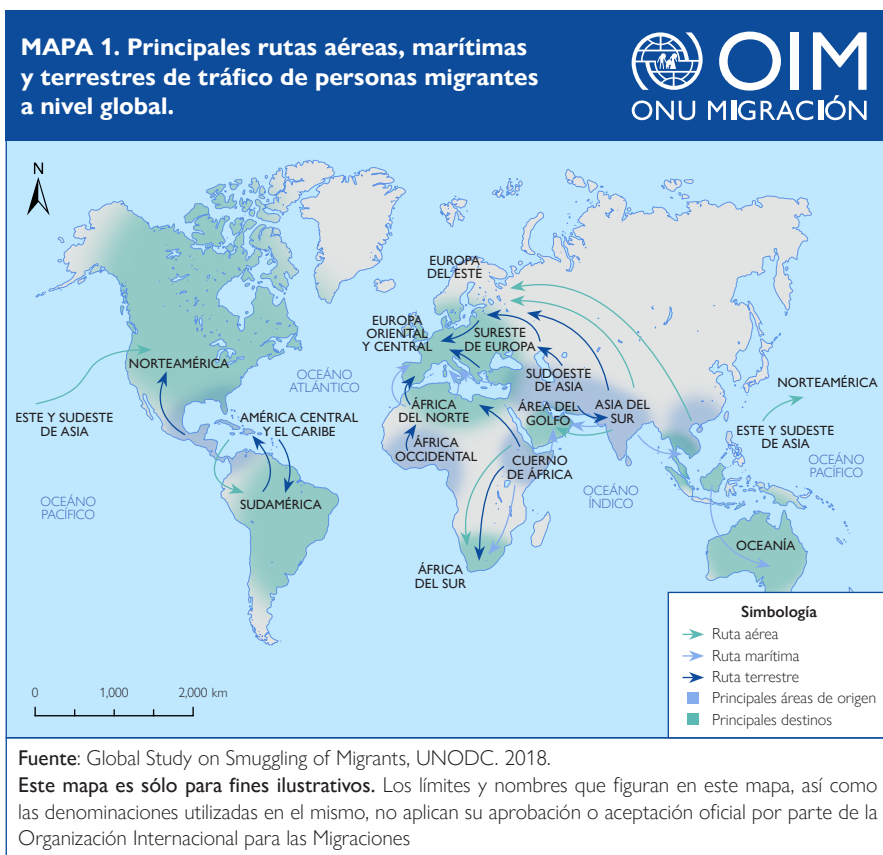 MAPA 1. Principales rutas aéreas, marítimas
y terrestres de tráfico de personas migrantes
a nivel global.
OIM
ONU MIGRACIÓN
N
EUROPA
DEL ESTE
EUROPA
ORIENTAL
Y CENTRAL
SURESTE
DE EUROPA
NORTEAMÉRICA
OCEÁNO
ATLÁNTICO
SUDOESTE
DE ASIA
NORTEAMÉRICA
ESTE Y SUDESTE
DE ASIA
AMÉRICA CENTRAL
Y EL CARIBE
ÁFRICA
DEL NORTE
ÁREA DEL
GOLFO
ASIA DEL
SUR
ESTE Y SUDESTE
DE ASIA
ÁFRICA
OCCIDENTAL
CUERNO
DE ÁFRICA
OCEÁNO
PACÍFICO
OCEÁNO
PACÍFICO
SUDAMÉRICA
OCEÁNO
ÍNDICO
OCEANÍA
ÁFRICA
DEL SUR
Simbología
Ruta aérea
Ruta marítima
Ruta terrestre
Principales áreas de origen
Principales destinos
0 1,000 2,000 km
Fuente: Global Study on Smuggling of Migrants, UNODC. 2018.
Este mapa es sólo para fines ilustrativos. Los límites y nombres que figuran en este mapa, así como
las denominaciones utilizadas en el mismo, no aplican su aprobación o aceptación oficial por parte de la
Organización Internacional para las Migraciones